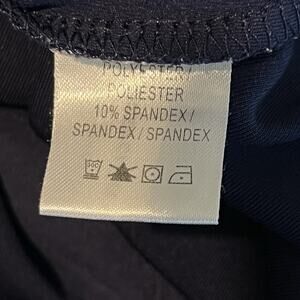 POLYESTER/
POLIESTER
10% SPANDEX/
SPANDEX/SPANDEX